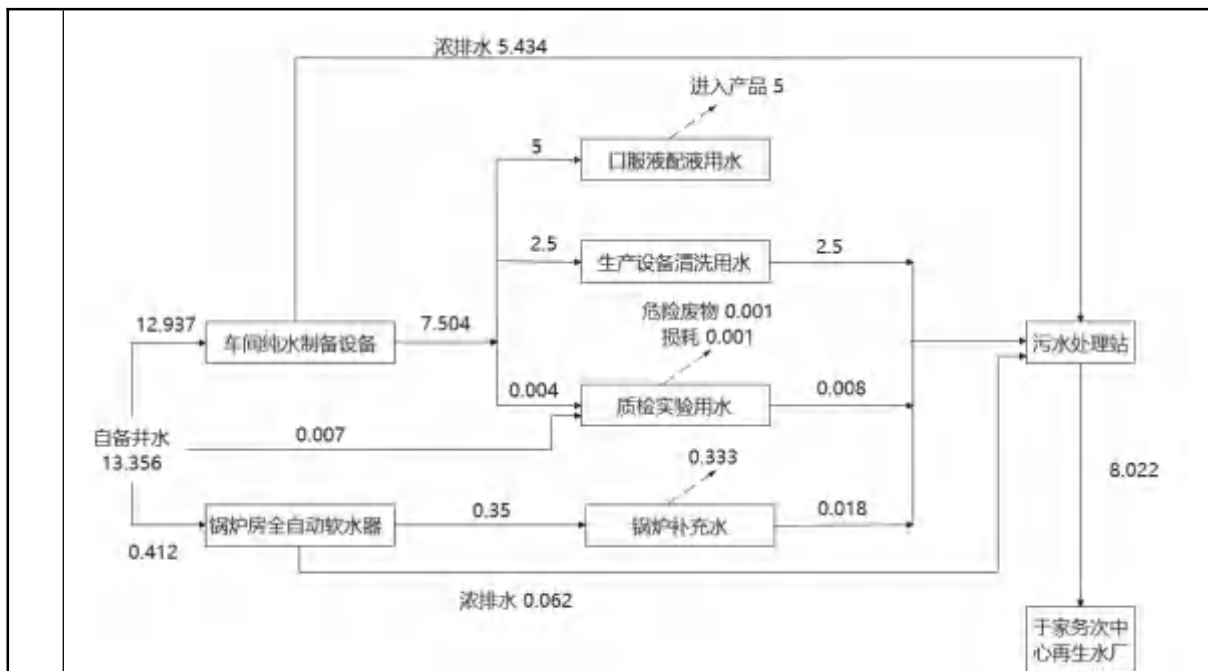 浓排水 5.434
进入产品 5
5
口服液配液用水
2.5
生产设备清洗用水
2.5
危险废物 0.001
损耗 0.001
12.937
车间纯水制备设备
7.504
污水处理站
0.004
质检实验用水
0.008
自备井水
13.356
0.007
0.333
8.022
锅炉房全自动软水器
0.35
锅炉补充水
0.018
0.412
浓排水 0.062
于家务次中
心再生水厂